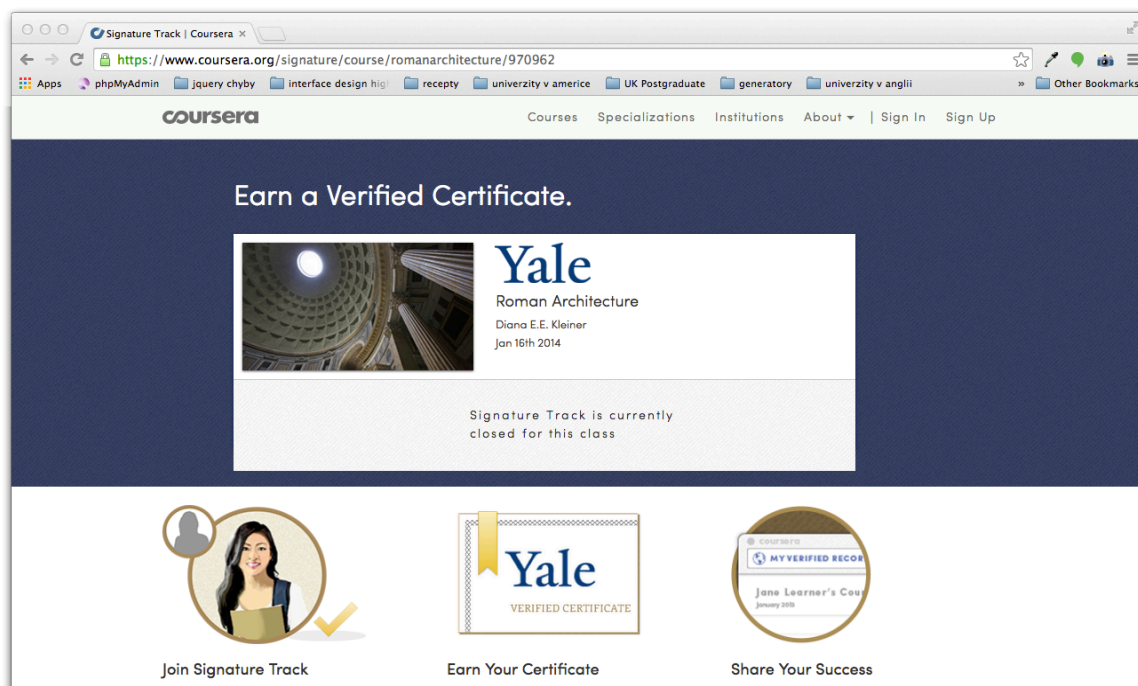 Signature Track | Coursera
https://www.coursera.org/signature/course/romanarchitecture/970962
Apps phpMyAdmin jquery chyby interface design hig recepty univerzity v americe UK Postgraduate generatory univerzity v anglii » Other Bookmarks
coursera Courses Specializations Institutions About | Sign In Sign Up
Earn a Verified Certificate.
Yale
Roman Architecture
Diana E.E. Kleiner
Jan 16th 2014
Signature Track is currently
closed for this class
Yale
VERIFIED CERTIFICATE
coursera
MY VERIFIED RECOR
Jane Learner's Cour
January 2013
Join Signature Track Earn Your Certificate Share Your Success